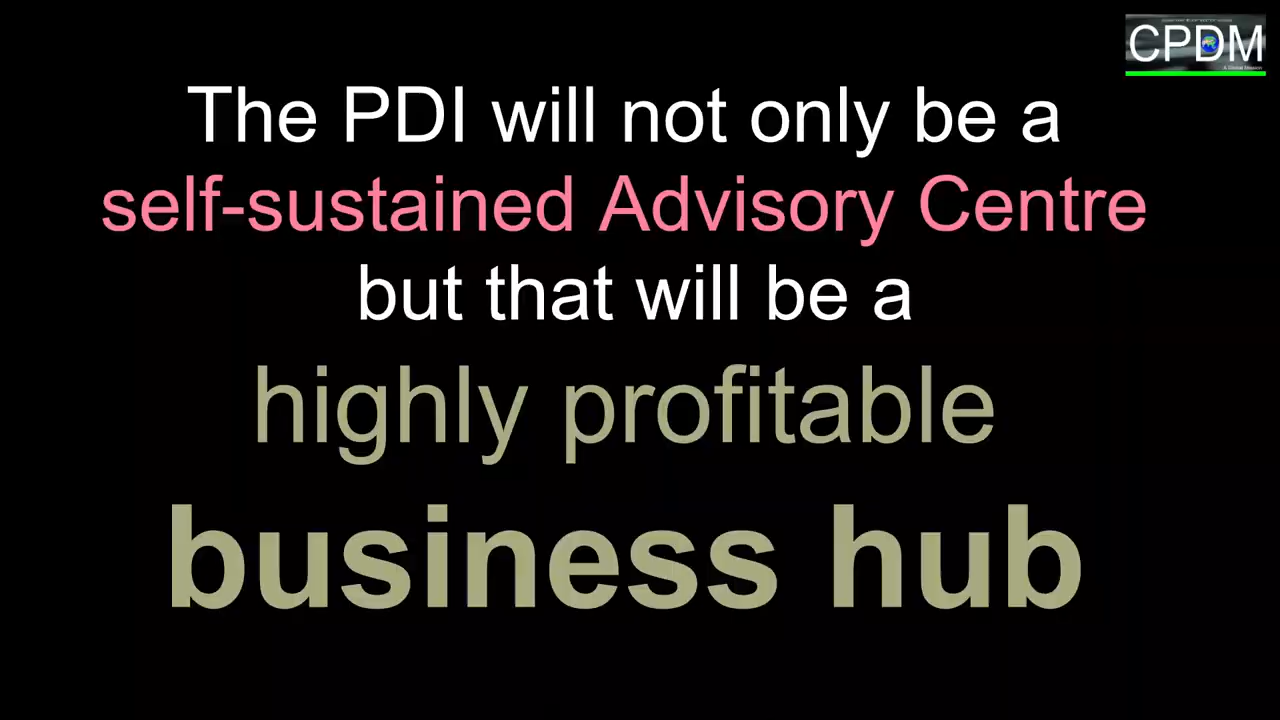 CPDM
The PDI will not only be a
self-sustained Advisory Centre
but that will be a
highly profitable
business hub